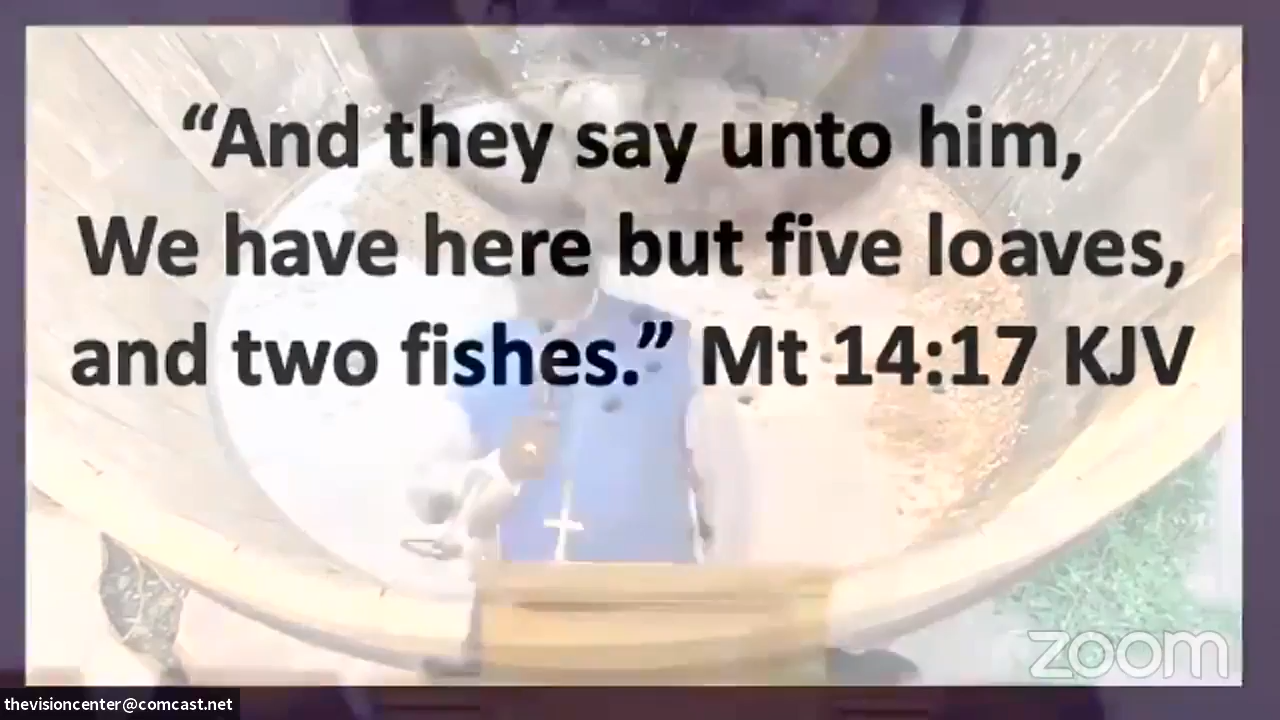 “And they say unto him,
We have here but five loaves,
and two fishes.” Mt 14:17 KJV
zoom
thevisioncenter@comcast.net